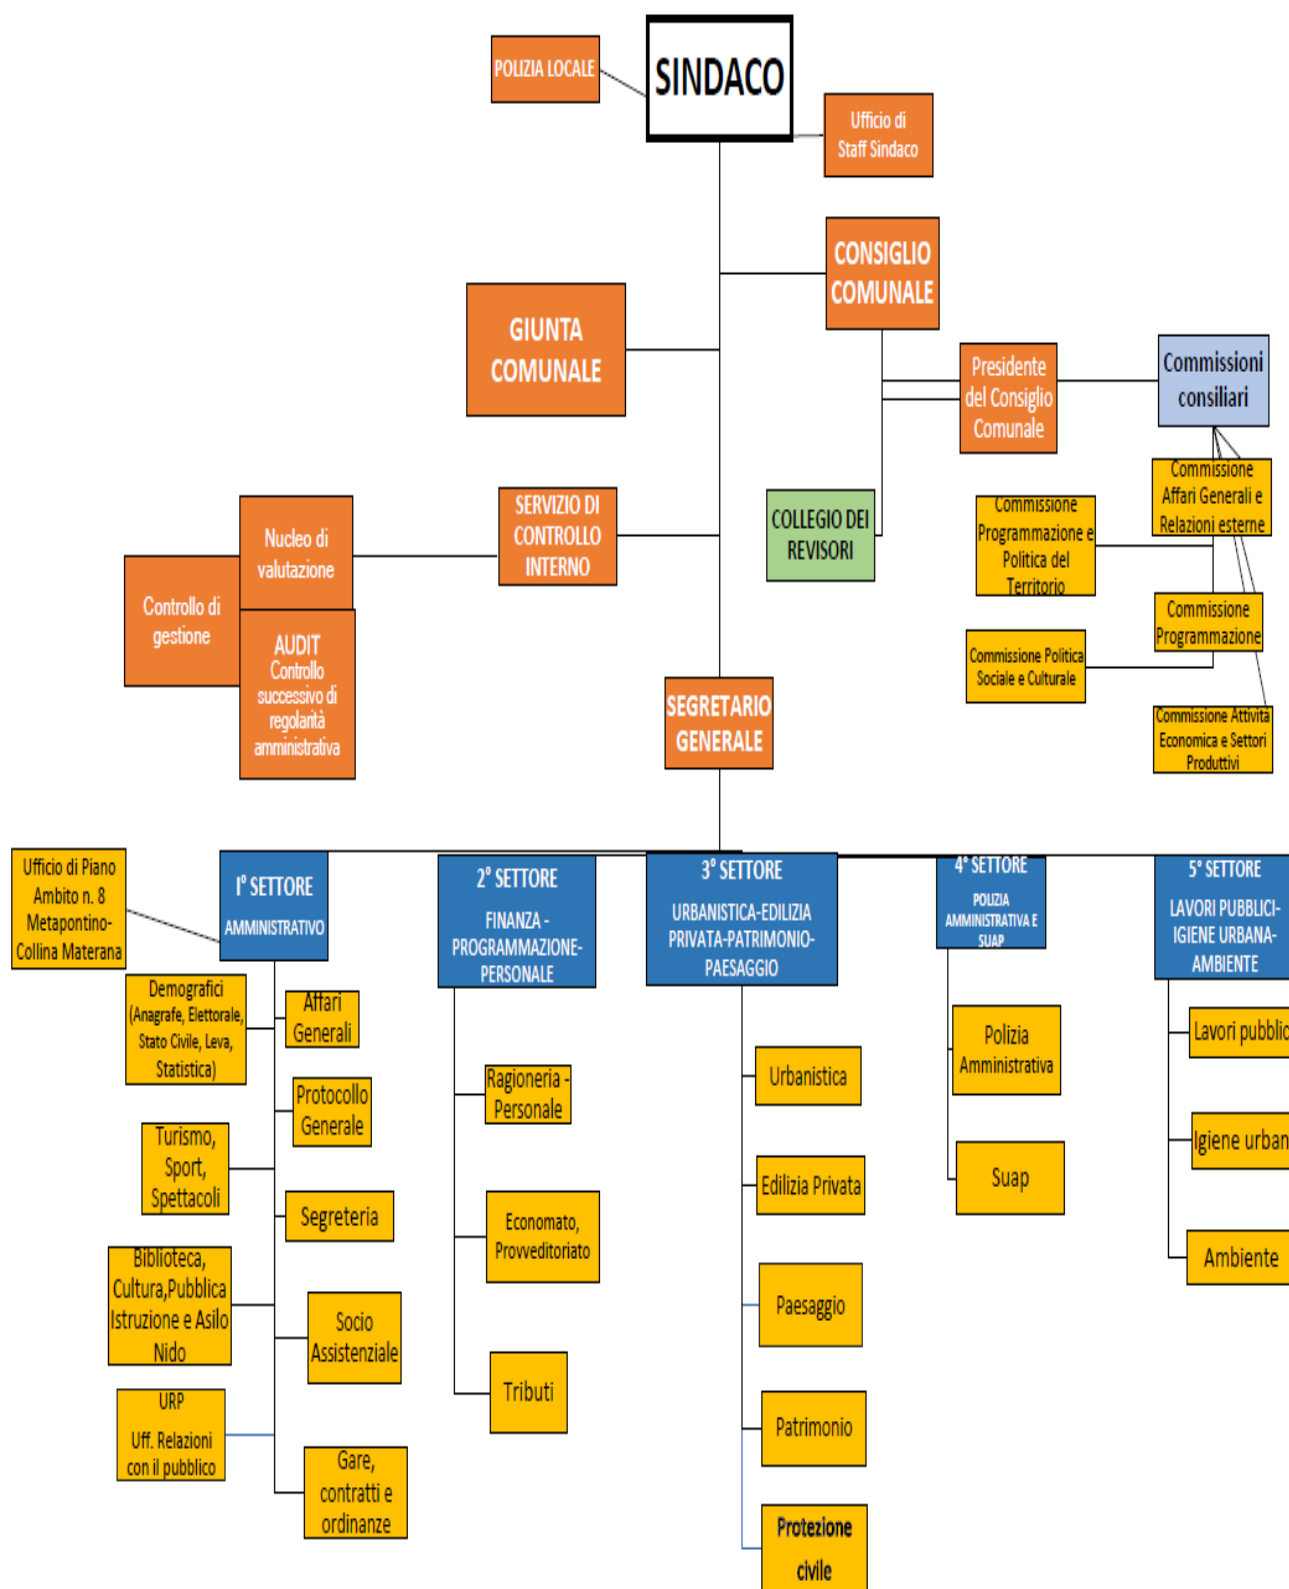 POLIZIA LOCALE
SINDACO
Ufficio di
Staff Sindaco
CONSIGLIO
COMUNALE
GIUNTA
COMUNALE
Presidente
del Consiglio
Comunale
Commissioni
consiliari
Commissione
Affari Generali e
Relazioni esterne
Commissione
Programmazione e
Politica del
Territorio
Commissione
Programmazione
Commissione Politica
Sociale e Culturale
Commissione Attività
Economica e Settori
Produttivi
COLLEGIO DEI
REVISORI
SERVIZIO DI
CONTROLLO
INTERNO
Nucleo di
valutazione
Controllo di
gestione
AUDIT
Controllo
successivo di
regolarità
amministrativa
SEGRETARIO
GENERALE
Ufficio di Piano
Ambito n. 8
Metapontino-
Collina Materana
I° SETTORE
AMMINISTRATIVO
2° SETTORE
FINANZA -
PROGRAMMAZIONE-
PERSONALE
3° SETTORE
URBANISTICA-EDILIZIA
PRIVATA-PATRIMONIO-
PAESAGGIO
4° SETTORE
POLIZIA
AMMINISTRATIVA E
SUAP
5° SETTORE
LAVORI PUBBLICI-
IGIENE URBANA-
AMBIENTE
Demografici
(Anagrafe, Elettorale,
Stato Civile, Leva,
Statistica)
Affari
Generali
Protocollo
Generale
Turismo,
Sport,
Spettacoli
Segreteria
Biblioteca,
Cultura,Pubblica
Istruzione e Asilo
Nido
Socio
Assistenziale
URP
Uff. Relazioni
con il pubblico
Gare,
contratti e
ordinanze
Ragioneria -
Personale
Economato,
Provveditoriato
Tributi
Urbanistica
Edilizia Privata
Paesaggio
Patrimonio
Protezione
civile
Polizia
Amministrativa
Suap
Lavori pubblic
Igiene urban
Ambiente